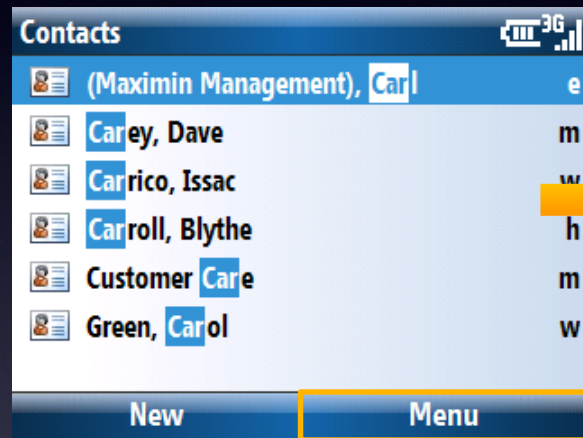 Contacts 3G
(Maximin Management), Carl e
Carey, Dave m
Carrico, Issac w
Carroll, Blythe h
Customer Care m
Green, Carol w
New Menu